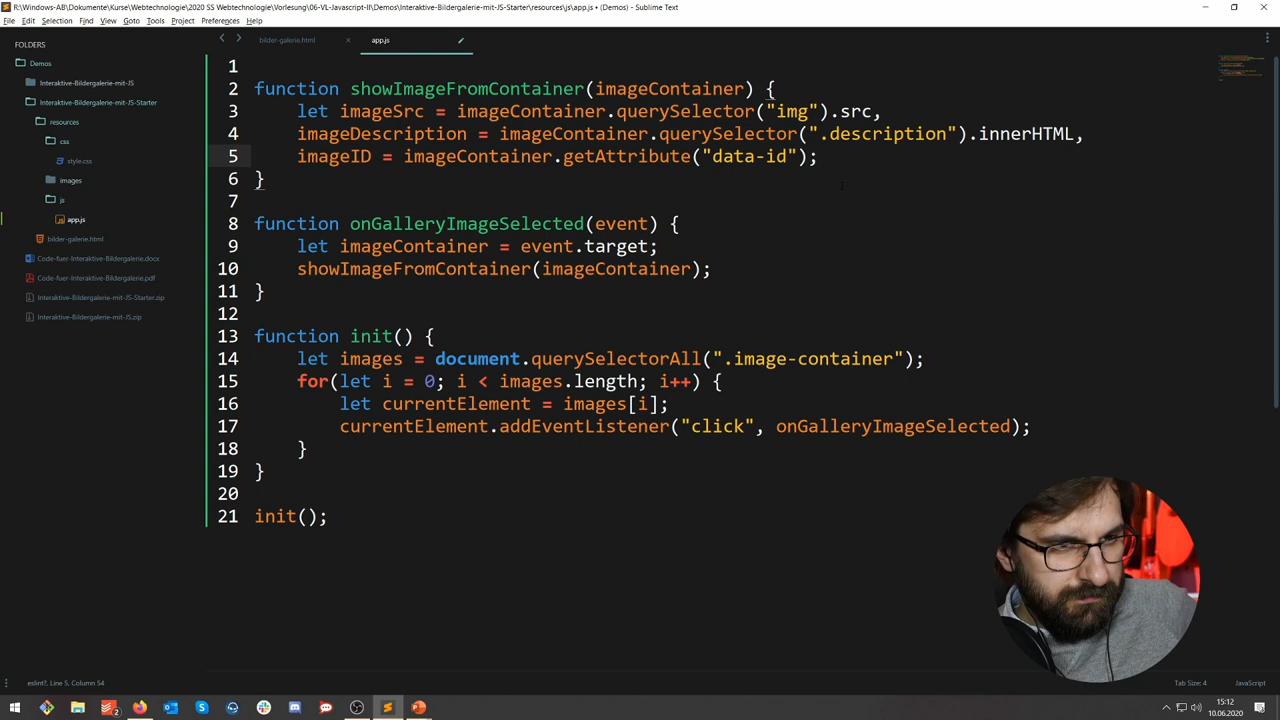 R:\Windows-AB\Dokumente\Kurse\Webtechnologie\2020 SS Webtechnologie\Vorlesung\06-VL-Javascript-II\Demos\Interaktive-Bildergalerie-mit-JS-Starter\resources\js\app.js • (Demos) - Sublime Text
File Edit Selection Find View Goto Tools Project Preferences Help
FOLDERS
Demos
Interaktive-Bildergalerie-mit-JS
Interaktive-Bildergalerie-mit-JS-Starter
resources
css
style.css
images
js
app.js
bilder-galerie.html
Code-fuer-Interaktive-Bildergalerie.docx
Code-fuer-Interaktive-Bildergalerie.pdf
Interaktive-Bildergalerie-mit-JS-Starter.zip
Interaktive-Bildergalerie-mit-JS.zip
bilder-galerie.html app.js
1
2 function showImageFromContainer(imageContainer) {
3 let imageSrc = imageContainer.querySelector("img").src,
4 imageDescription = imageContainer.querySelector(".description").innerHTML,
5 imageID = imageContainer.getAttribute("data-id");
6 }
7
8 function onGalleryImageSelected(event) {
9 let imageContainer = event.target;
10 showImageFromContainer(imageContainer);
11 }
12
13 function init() {
14 let images = document.querySelectorAll(".image-container");
15 for(let i = 0; i < images.length; i++) {
16 let currentElement = images[i];
17 currentElement.addEventListener("click", onGalleryImageSelected);
18 }
19 }
20
21 init();
eslint?, Line 5, Column 54
Tab Size: 4 JavaScript
2
15:12
10.06.2020